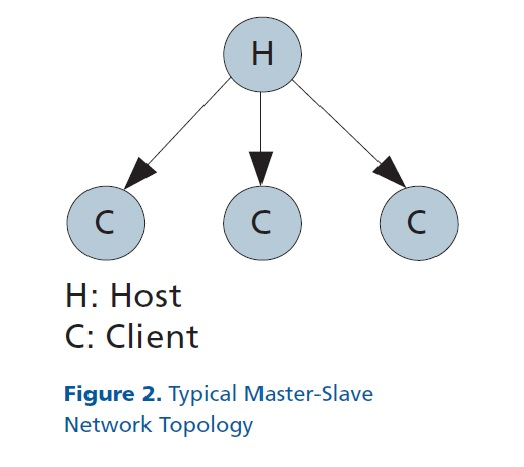 H
C C C
H: Host
C: Client
Figure 2. Typical Master-Slave
Network Topology